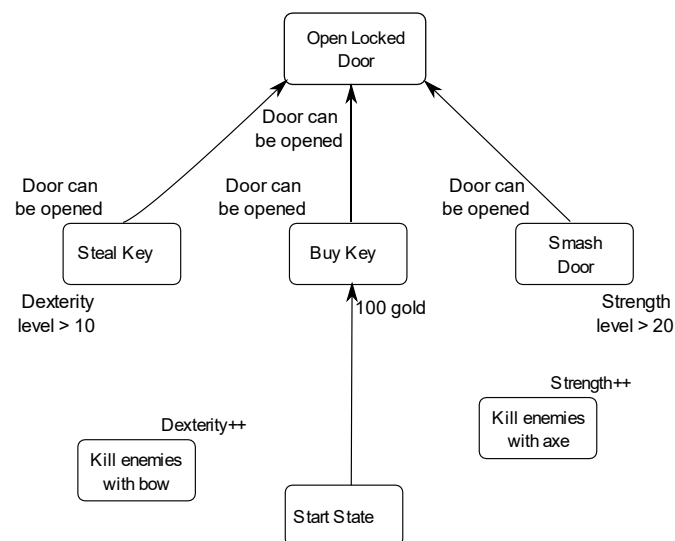 Open Locked
Door
Door can
be opened
Door can
be opened
Door can
be opened
Door can
be opened
Steal Key
Buy Key
Smash
Door
Dexterity
level > 10
100 gold
Strength
level > 20
Strength++
Dexterity++
Kill enemies
with axe
Kill enemies
with bow
Start State